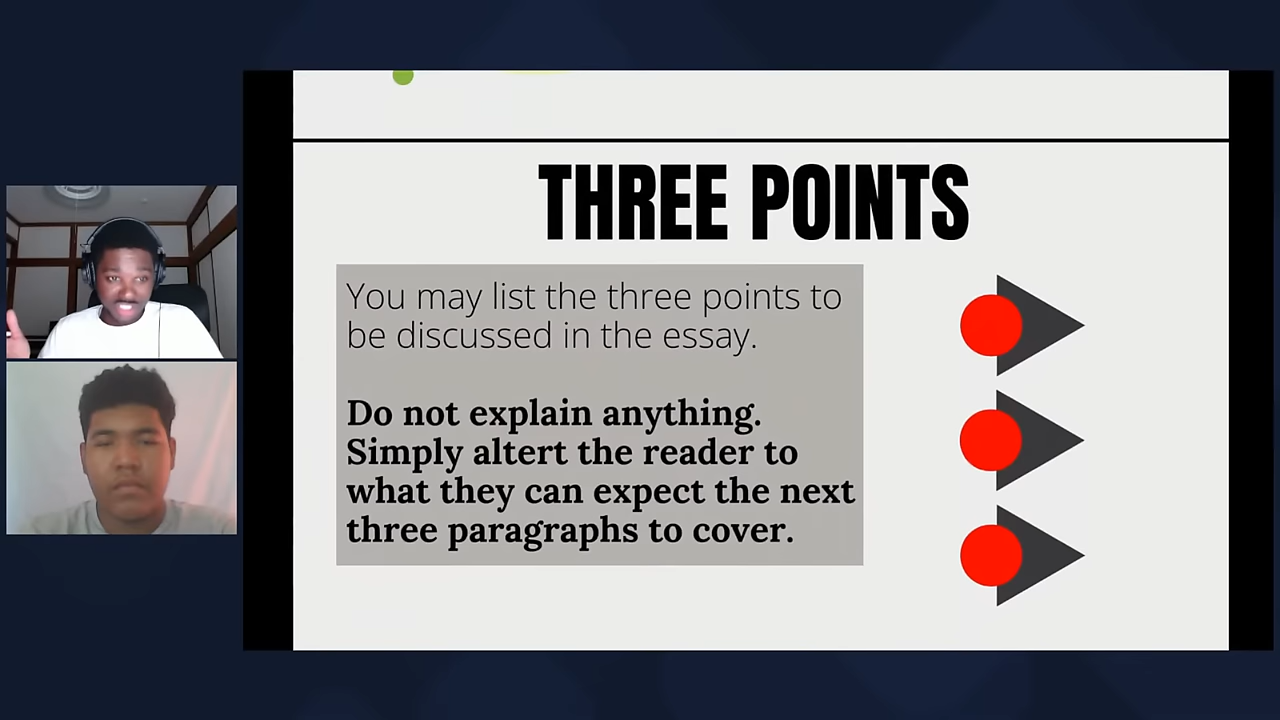 THREE POINTS
You may list the three points to
be discussed in the essay.
Do not explain anything.
Simply altert the reader to
what they can expect the next
three paragraphs to cover.